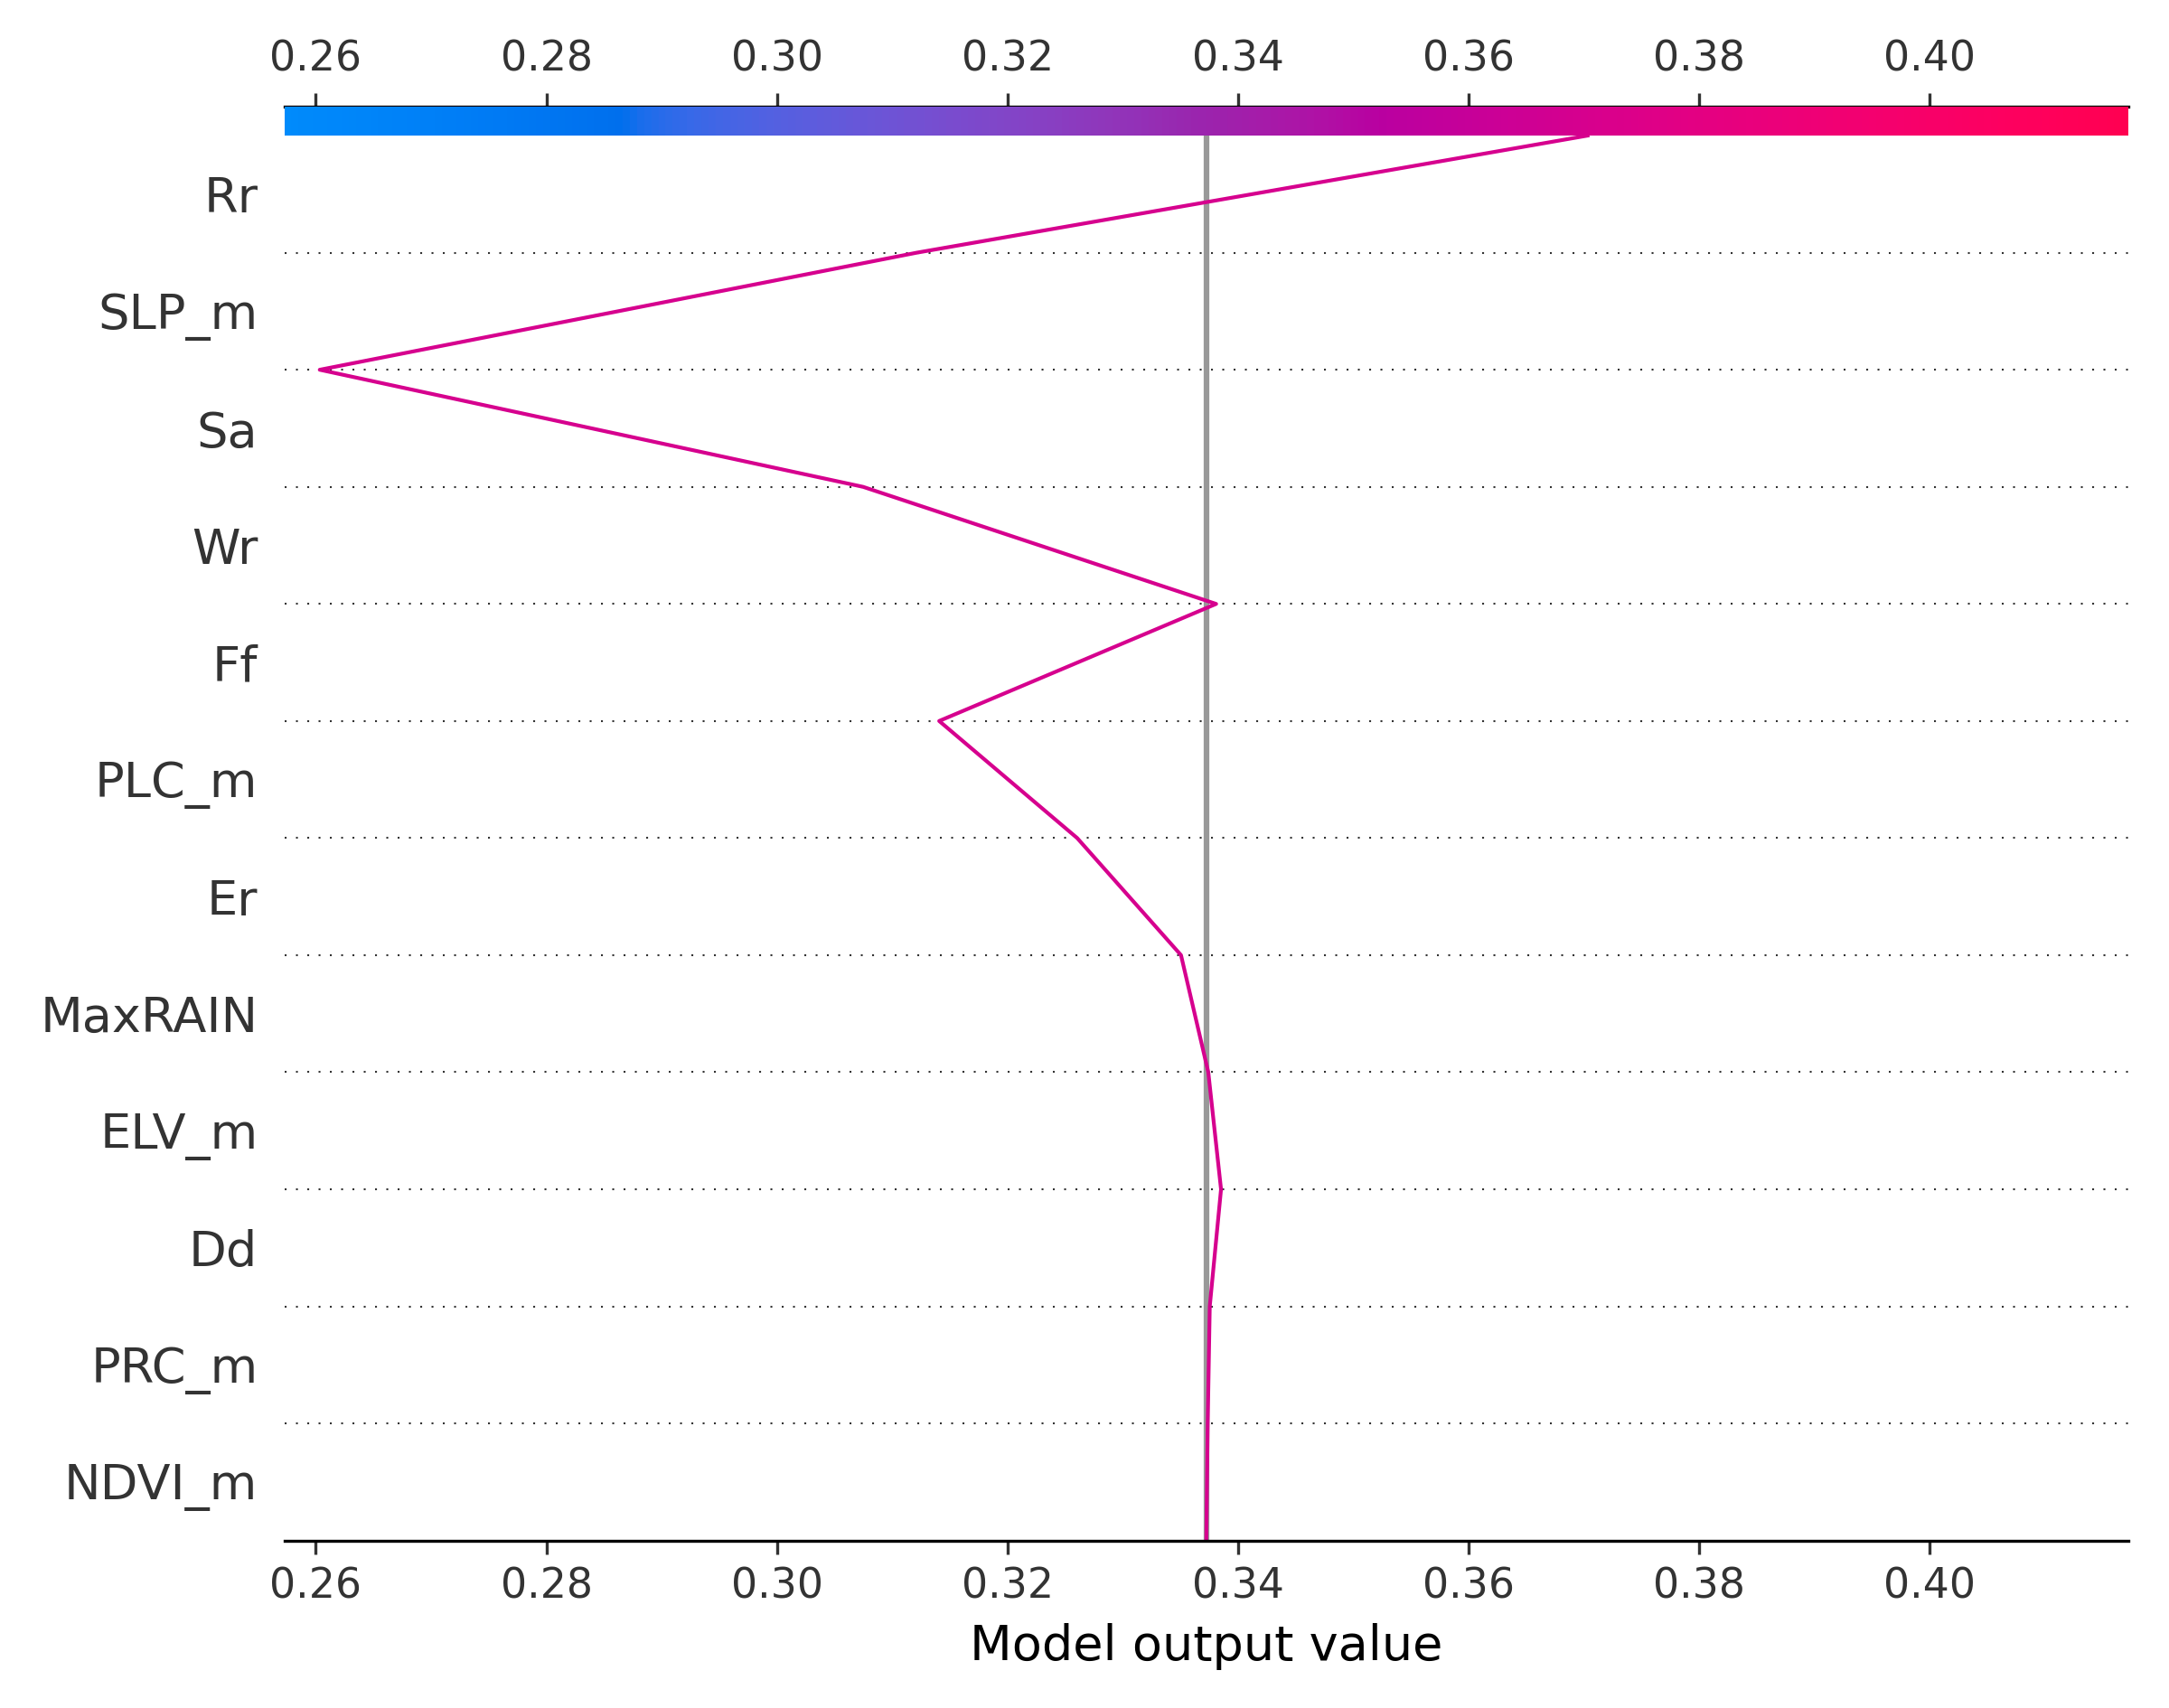 0.26 0.28 0.30 0.32 0.34 0.36 0.38 0.40
Rr
SLP_m
Sa
Wr
Ff
PLC_m
Er
MaxRAIN
ELV_m
Dd
PRC_m
NDVI_m
0.26 0.28 0.30 0.32 0.34 0.36 0.38 0.40
Model output value